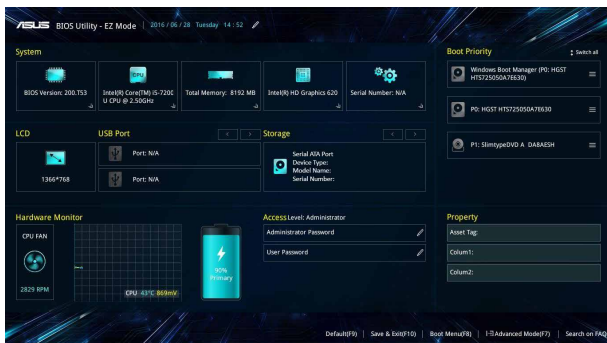 ASUS BIOS Utility - EZ Mode 2016 / 06 / 28 Tuesday 14 : 52
System
BIOS Version: 200.T53
CPU
Intel(R) Core(TM) i5-7200
U CPU @ 2.50GHz
Total Memory: 8192 MB
Intel(R) HD Graphics 620
Serial Number: N/A
Boot Priority
Switch all
Windows Boot Manager (P0: HGST
HTS725050A7E630)
P0: HGST HTS725050A7E630
P1: SlimtypeDVD A DA8AESH
LCD
1366*768
USB Port
Port: N/A
Port: N/A
Storage
Serial ATA Port
Device Type:
Model Name:
Serial Number:
Hardware Monitor
CPU FAN
2829 RPM
CPU 43°C 869mV
90%
Primary
Access Level: Administrator
Administrator Password
User Password
Property
Asset Tag:
Colum1:
Colum2:
Default(F9) | Save & Exit(F10) | Boot Menu(F8) | Advanced Mode(F7) | Search on FAQ